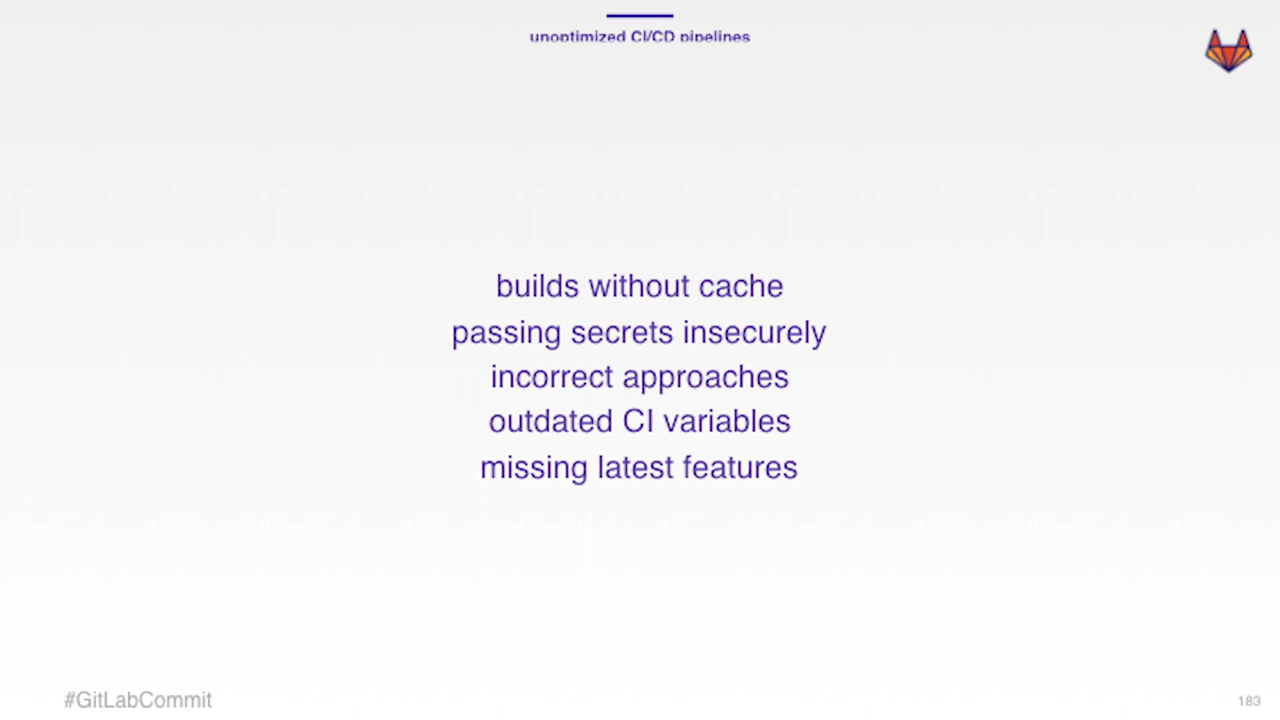 unoptimized CI/CD pipelines
builds without cache
passing secrets insecurely
incorrect approaches
outdated CI variables
missing latest features
#GitLabCommit
183